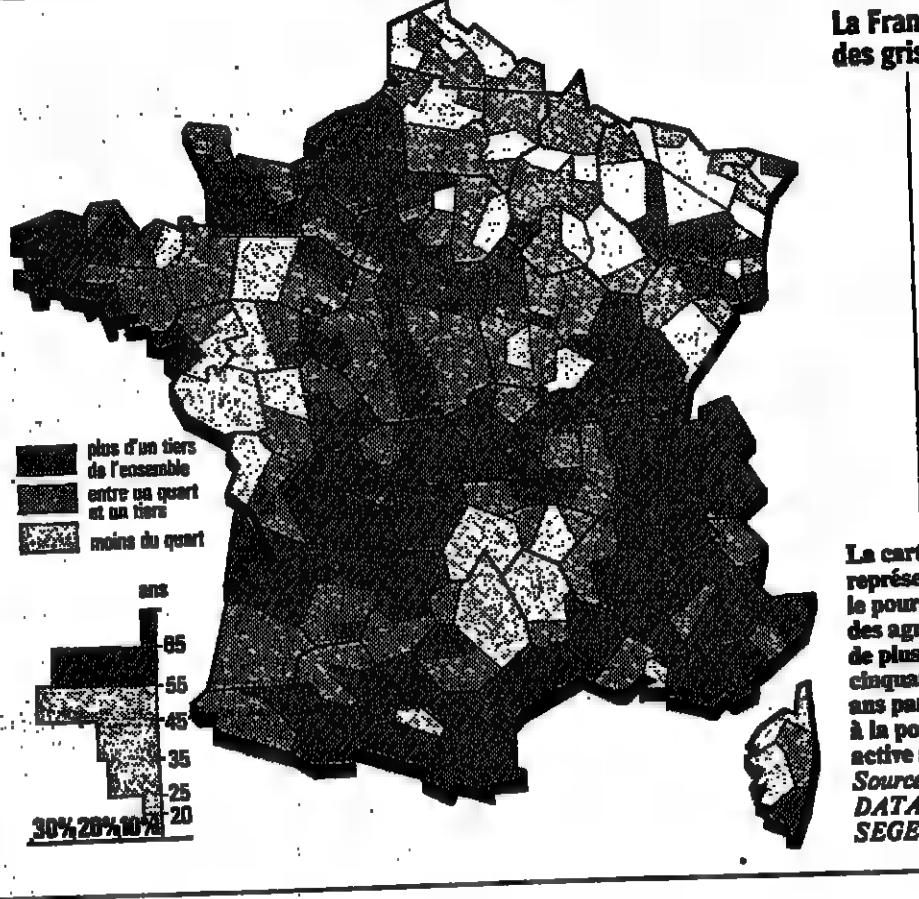 La Fran
des gris
plus d'un tiers
de l'ensemble
entre un quart
et un tiers
moins du quart
ans
65
55
45
35
25
20
30% 20% 10%
La cart
représe
le pour
des agr
de plus
cinquan
ans par
à la po
active
Source
DATA
SEGE